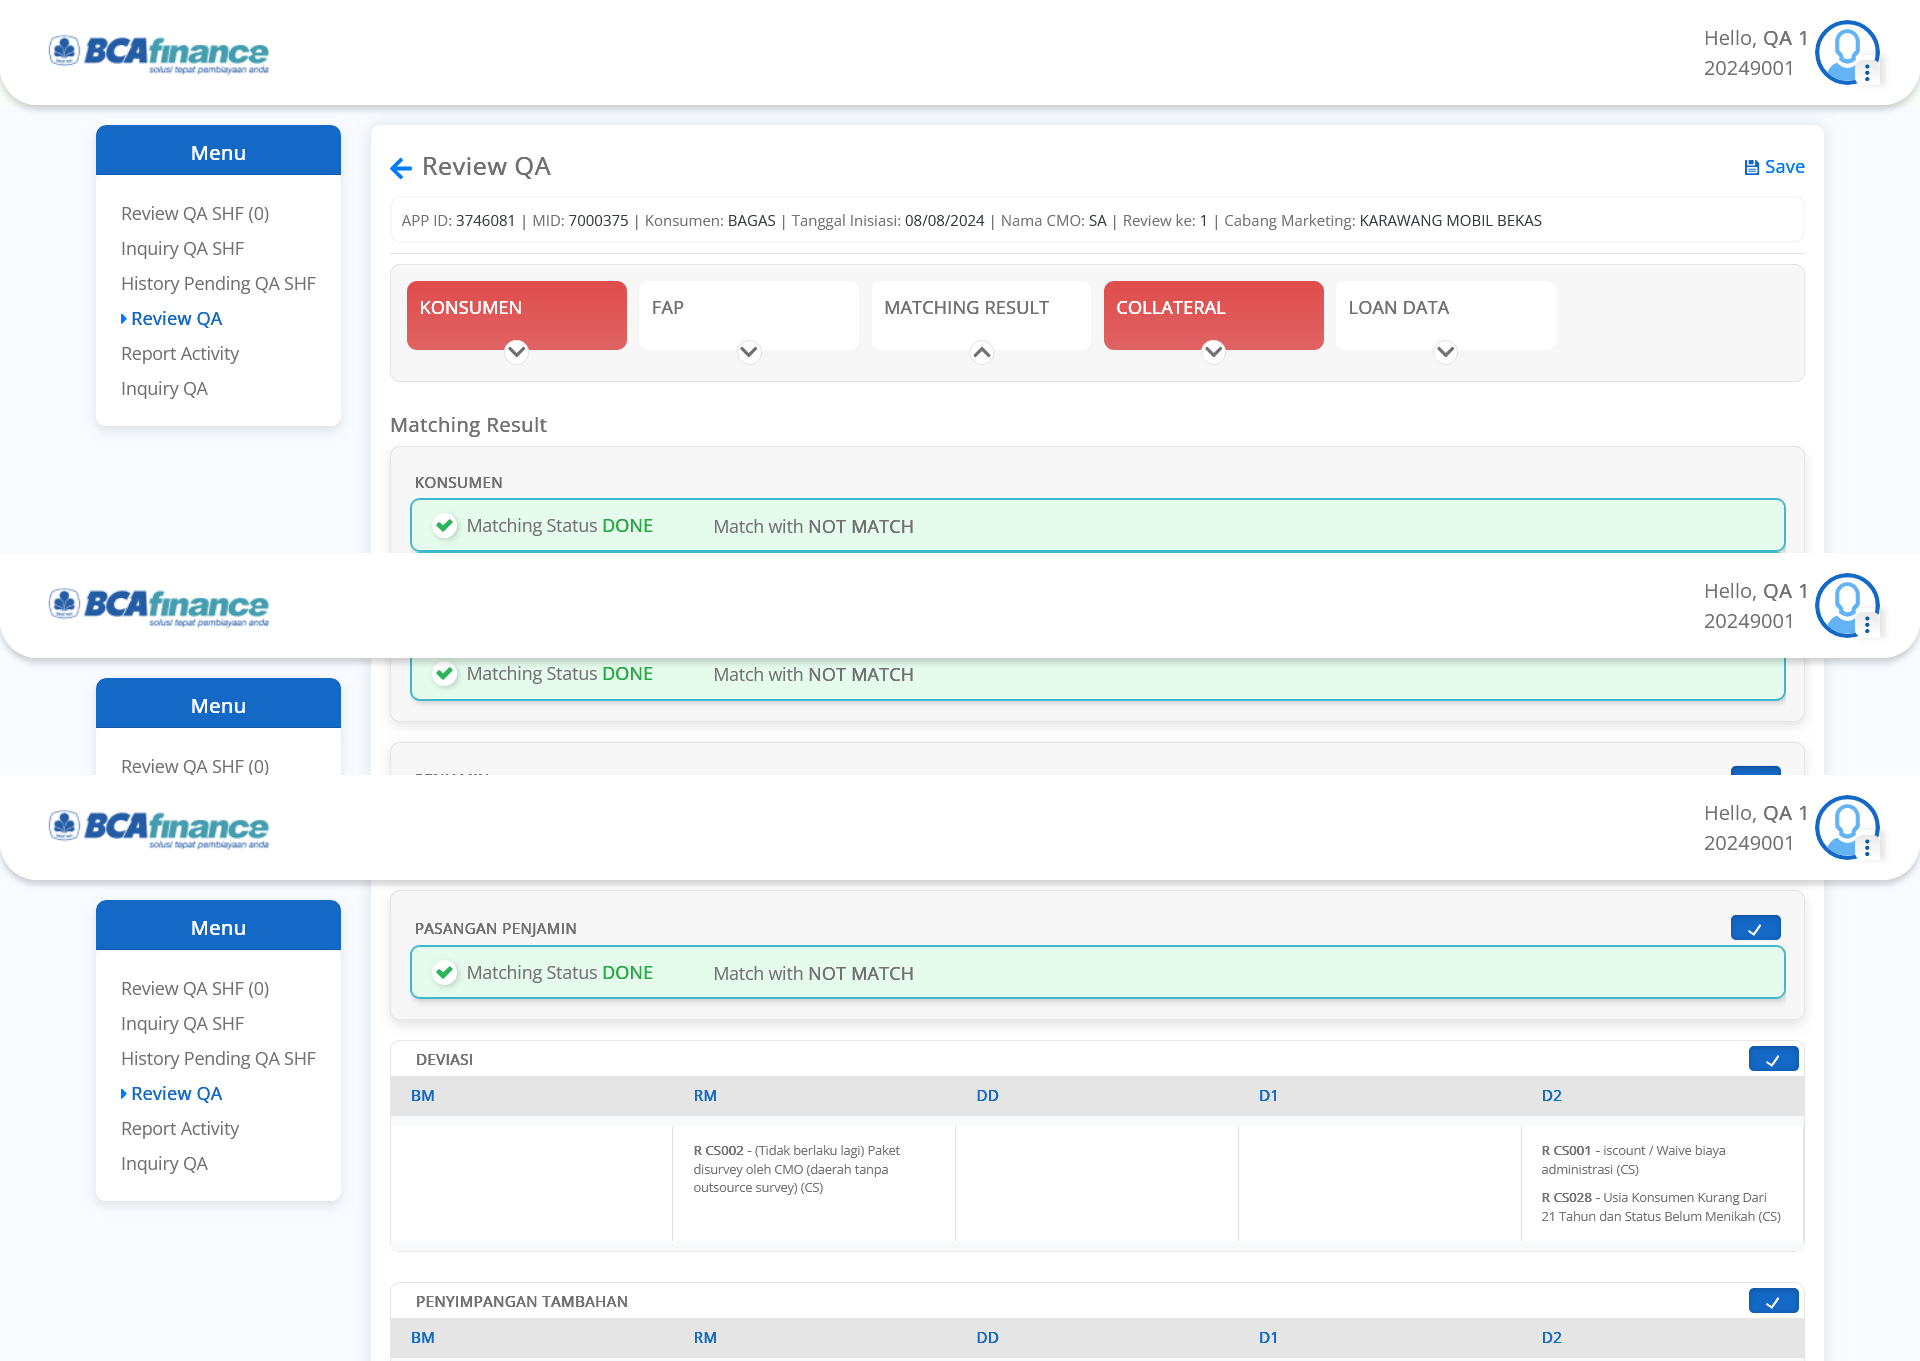 BCAfinance
solusi tepat pembiayaan anda
Hello, QA 1
20249001
Menu
Review QA SHF (0)
Inquiry QA SHF
History Pending QA SHF
Review QA
Report Activity
Inquiry QA
Review QA
Save
APP ID: 3746081 | MID: 7000375 | Konsumen: BAGAS | Tanggal Inisiasi: 08/08/2024 | Nama CMO: SA | Review ke: 1 | Cabang Marketing: KARAWANG MOBIL BEKAS
KONSUMEN
FAP
MATCHING RESULT
COLLATERAL
LOAN DATA
Matching Result
KONSUMEN
Matching Status DONE Match with NOT MATCH
BCAfinance
solusi tepat pembiayaan anda
Hello, QA 1
20249001
Matching Status DONE Match with NOT MATCH
Menu
Review QA SHF (0)
BCAfinance
solusi tepat pembiayaan anda
Hello, QA 1
20249001
Menu
Review QA SHF (0)
Inquiry QA SHF
History Pending QA SHF
Review QA
Report Activity
Inquiry QA
PASANGAN PENJAMIN
Matching Status DONE Match with NOT MATCH
DEVIASI
BM RM DD D1 D2
R CS002 - (Tidak berlaku lagi) Paket
disurvey oleh CMO (daerah tanpa
outsource survey) (CS)
R CS001 - iscount / Waive biaya
administrasi (CS)
R CS028 - Usia Konsumen Kurang Dari
21 Tahun dan Status Belum Menikah (CS)
PENYIMPANGAN TAMBAHAN
BM RM DD D1 D2